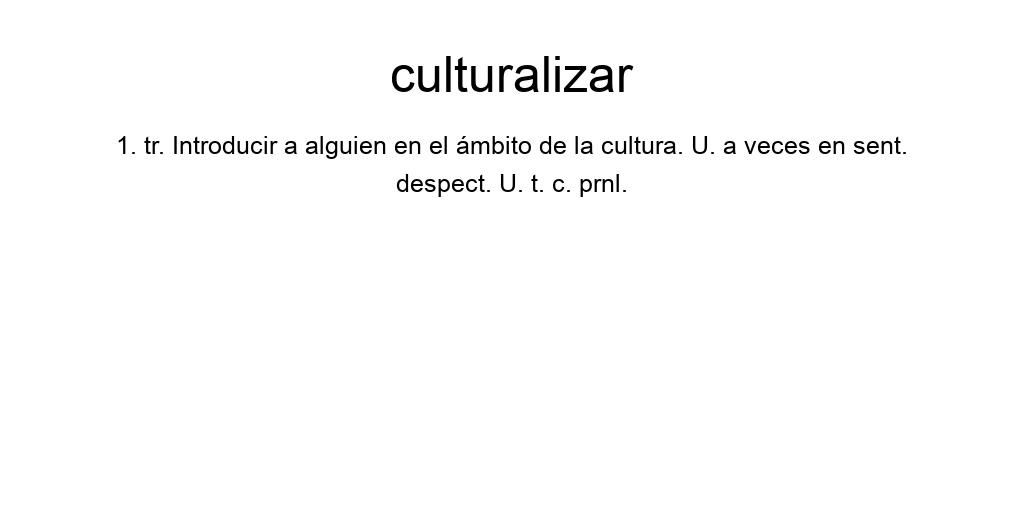 culturalizar
1. tr. Introducir a alguien en el ámbito de la cultura. U. a veces en sent.
despect. U. t. c. prnl.